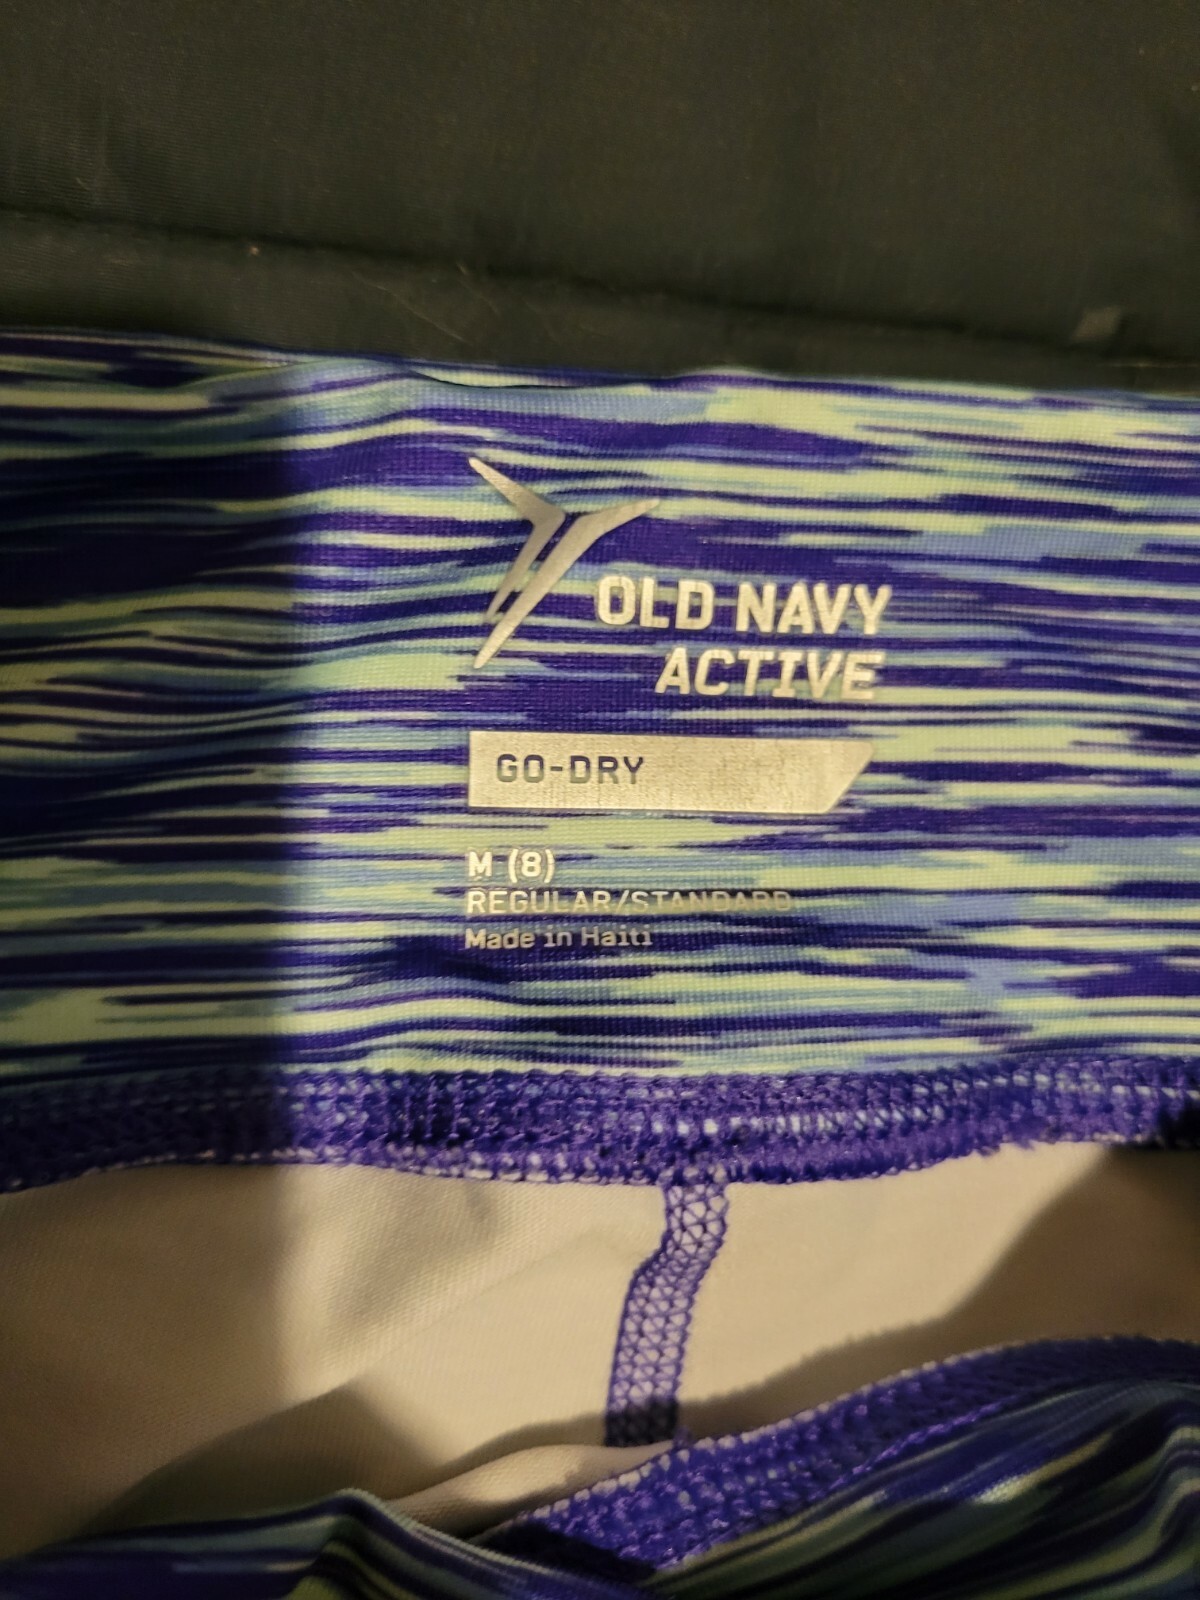 OLD NAVY
ACTIVE
GO-DRY
M (8)
REGULAR/STANDARD
Made in Haiti